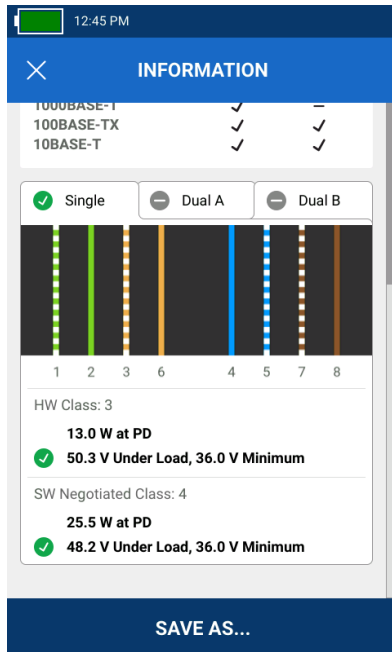 12:45 PM
INFORMATION
1000BASE-T
100BASE-TX
10BASE-T
Single Dual A Dual B
1 2 3 6 4 5 7 8
HW Class: 3
13.0 W at PD
50.3 V Under Load, 36.0 V Minimum
SW Negotiated Class: 4
25.5 W at PD
48.2 V Under Load, 36.0 V Minimum
SAVE AS...